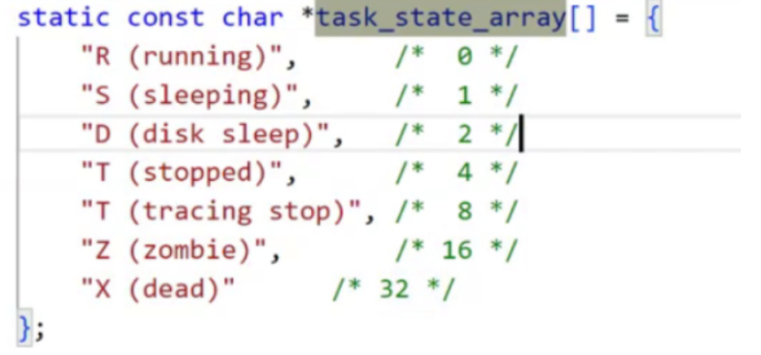 static const char *task_state_array[] = {
    "R (running)",      /*  0 */
    "S (sleeping)",     /*  1 */
    "D (disk sleep)",   /*  2 */
    "T (stopped)",      /*  4 */
    "T (tracing stop)", /*  8 */
    "Z (zombie)",       /* 16 */
    "X (dead)"      /* 32 */
};